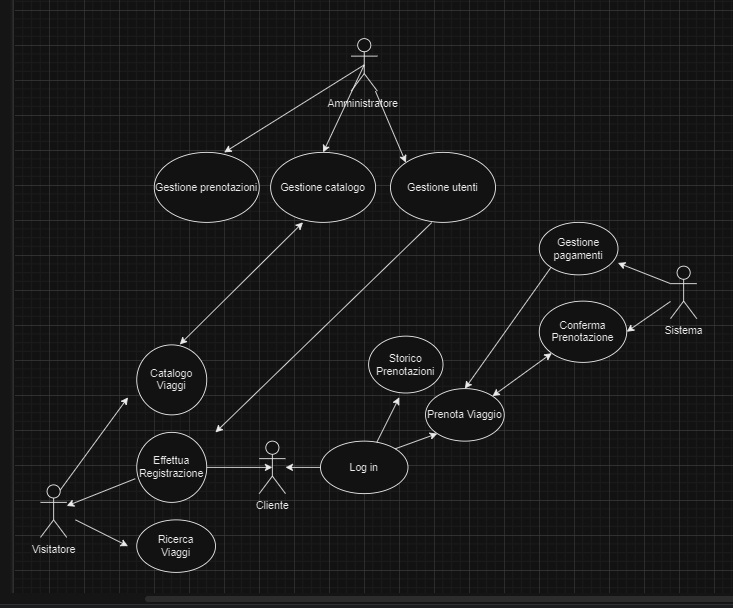 Amministratore
Gestione prenotazioni
Gestione catalogo
Gestione utenti
Gestione
pagamenti
Sistema
Conferma
Prenotazione
Storico
Prenotazioni
Catalogo
Viaggi
Prenota Viaggio
Effettua
Registrazione
Log in
Cliente
Visitatore
Ricerca
Viaggi